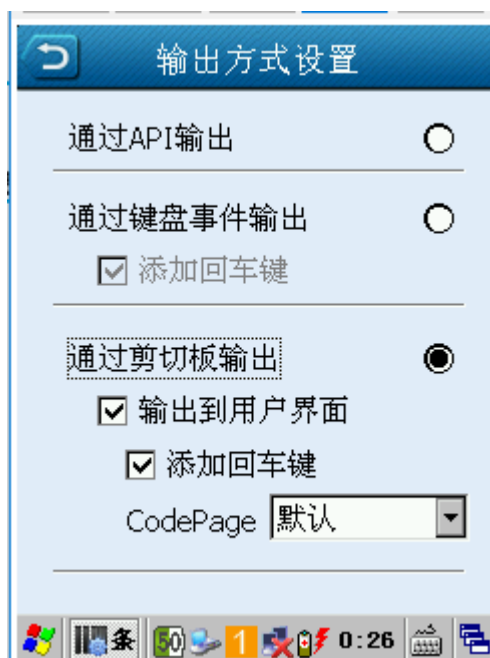 输出方式设置
通过API输出
通过键盘事件输出
添加回车键
通过剪切板输出
输出到用户界面
添加回车键
CodePage 默认
条 50 1 0:26